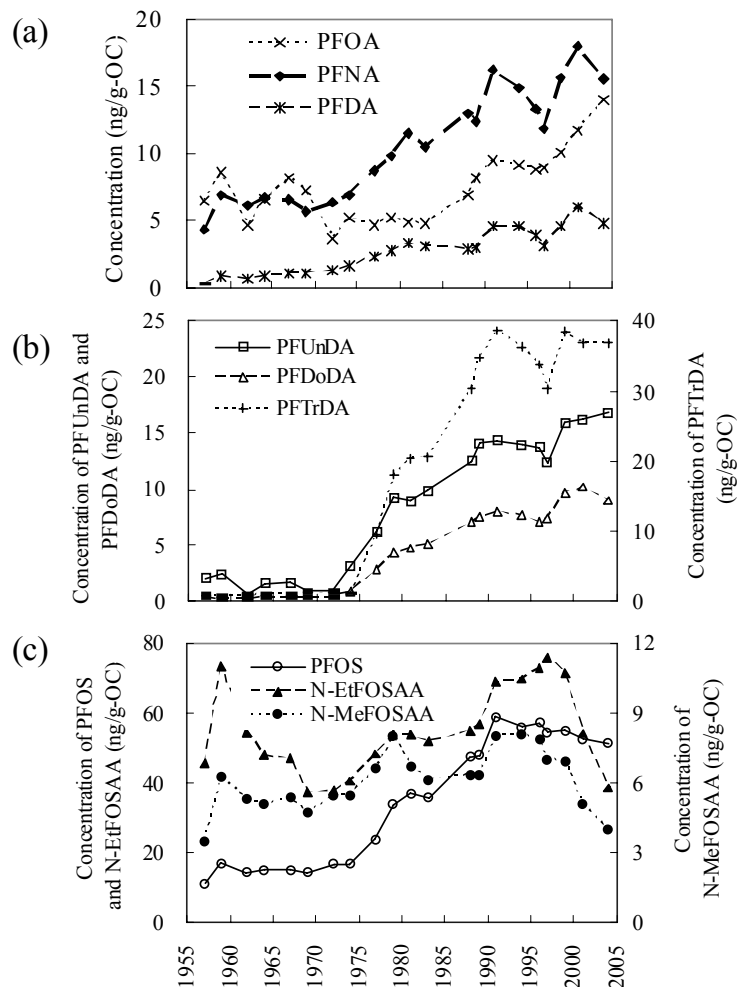 (a)
Concentration (ng/g-OC)
20
15
10
5
0
PFOA
PFNA
PFDA
(b)
Concentration of PFUnDA and
PFDoDA (ng/g-OC)
25
20
15
10
5
0
PFUnDA
PFDoDA
PFTrDA
40
30
20
10
0
Concentration of PFTrDA
(ng/g-OC)
(c)
Concentration of PFOS
and N-EtFOSAA (ng/g-OC)
80
60
40
20
0
PFOS
N-EtFOSAA
N-MeFOSAA
12
9
6
3
0
Concentration of
N-MeFOSAA (ng/g-OC)
1955
1960
1965
1970
1975
1980
1985
1990
1995
2000
2005